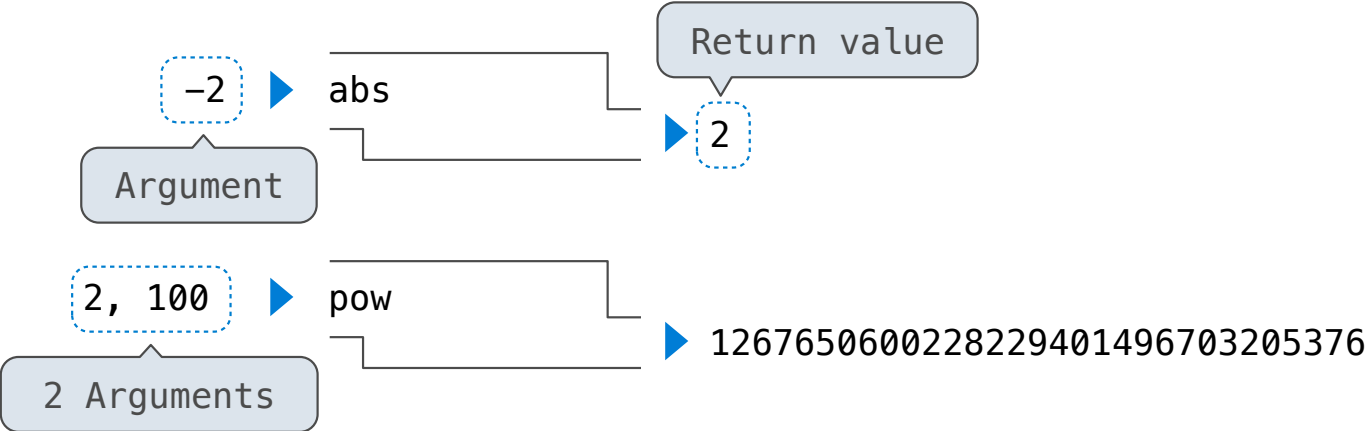 Return value
−2 abs
2
Argument
2, 100 pow
1267650600228229401496703205376
2 Arguments